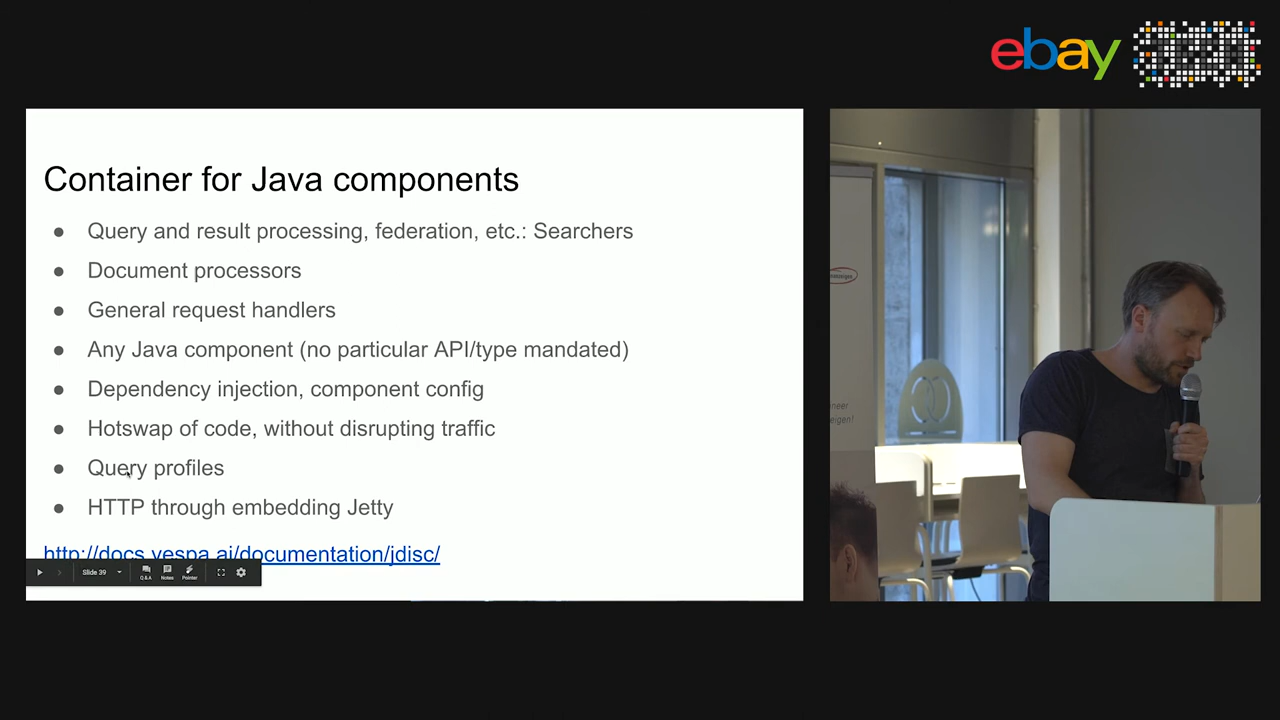 ebay
Container for Java components
● Query and result processing, federation, etc.: Searchers
● Document processors
● General request handlers
● Any Java component (no particular API/type mandated)
● Dependency injection, component config
● Hotswap of code, without disrupting traffic
● Query profiles
● HTTP through embedding Jetty
http://docs.vespa.ai/documentation/jdisc/
Slide 39
Q&A Notes Pointer